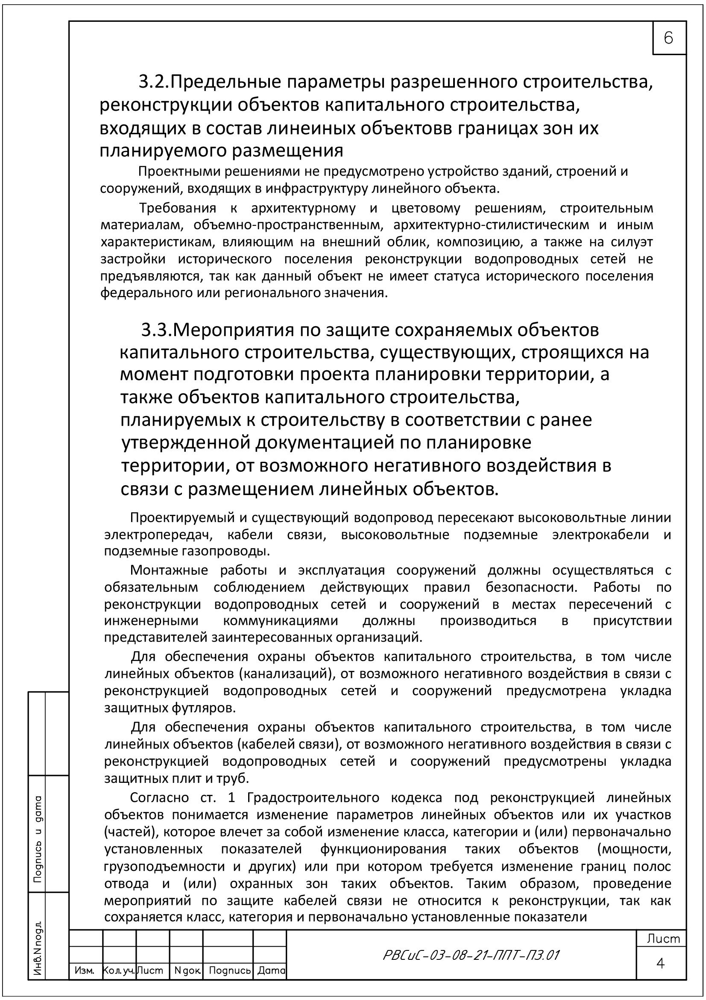 6
3.2.Предельные параметры разрешенного строительства,
реконструкции объектов капитального строительства,
входящих в состав линеиных объектовв границах зон их
планируемого размещения
Проектными решениями не предусмотрено устройство зданий, строений и
сооружений, входящих в инфраструктуру линейного объекта.
Требования к архитектурному и цветовому решениям, строительным
материалам, объемно-пространственным, архитектурно-стилистическим и иным
характеристикам, влияющим на внешний облик, композицию, а также на силуэт
застройки исторического поселения реконструкции водопроводных сетей не
предъявляются, так как данный объект не имеет статуса исторического поселения
федерального или регионального значения.
3.3.Мероприятия по защите сохраняемых объектов
капитального строительства, существующих, строящихся на
момент подготовки проекта планировки территории, а
также объектов капитального строительства,
планируемых к строительству в соответствии с ранее
утвержденной документацией по планировке
территории, от возможного негативного воздействия в
связи с размещением линейных объектов.
Проектируемый и существующий водопровод пересекают высоковольтные линии
электропередач, кабели связи, высоковольтные подземные электрокабели и
подземные газопроводы.
Монтажные работы и эксплуатация сооружений должны осуществляться с
обязательным соблюдением действующих правил безопасности. Работы по
реконструкции водопроводных сетей и сооружений в местах пересечений с
инженерными коммуникациями должны производиться в присутствии
представителей заинтересованных организаций.
Для обеспечения охраны объектов капитального строительства, в том числе
линейных объектов (канализаций), от возможного негативного воздействия в связи с
реконструкцией водопроводных сетей и сооружений предусмотрена укладка
защитных футляров.
Для обеспечения охраны объектов капитального строительства, в том числе
линейных объектов (кабелей связи), от возможного негативного воздействия в связи с
реконструкцией водопроводных сетей и сооружений предусмотрены укладка
защитных плит и труб.
Согласно ст. 1 Градостроительного кодекса под реконструкцией линейных
объектов понимается изменение параметров линейных объектов или их участков
(частей), которое влечет за собой изменение класса, категории и (или) первоначально
установленных показателей функционирования таких объектов (мощности,
грузоподъемности и других) или при котором требуется изменение границ полос
отвода и (или) охранных зон таких объектов. Таким образом, проведение
мероприятий по защите кабелей связи не относится к реконструкции, так как
сохраняется класс, категория и первоначально установленные показатели
Подпись и дата
Инв.N подл.
Изм. Кол.уч. Лист N док. Подпись Дата
РВСиС-03-08-21-ППТ-ПЗ.01
Лист
4